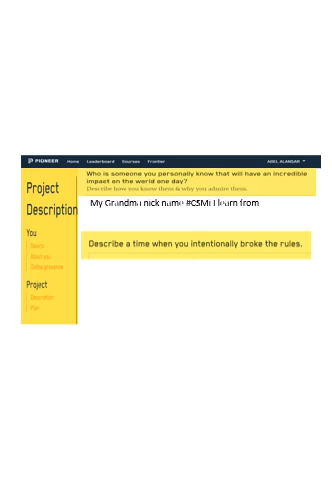 PIONEER Home Leaderboard Courses Frontier ABEL ALANSAR
Who is someone you personally know that will have an incredible
impact on the world one day?
Describe how you know them & why you admire them.
Project
Description
My Grandma nick name #CSMFI learn from
Describe a time when you intentionally broke the rules.
You
Basics
About you
Online presence
Project
Description
Plan